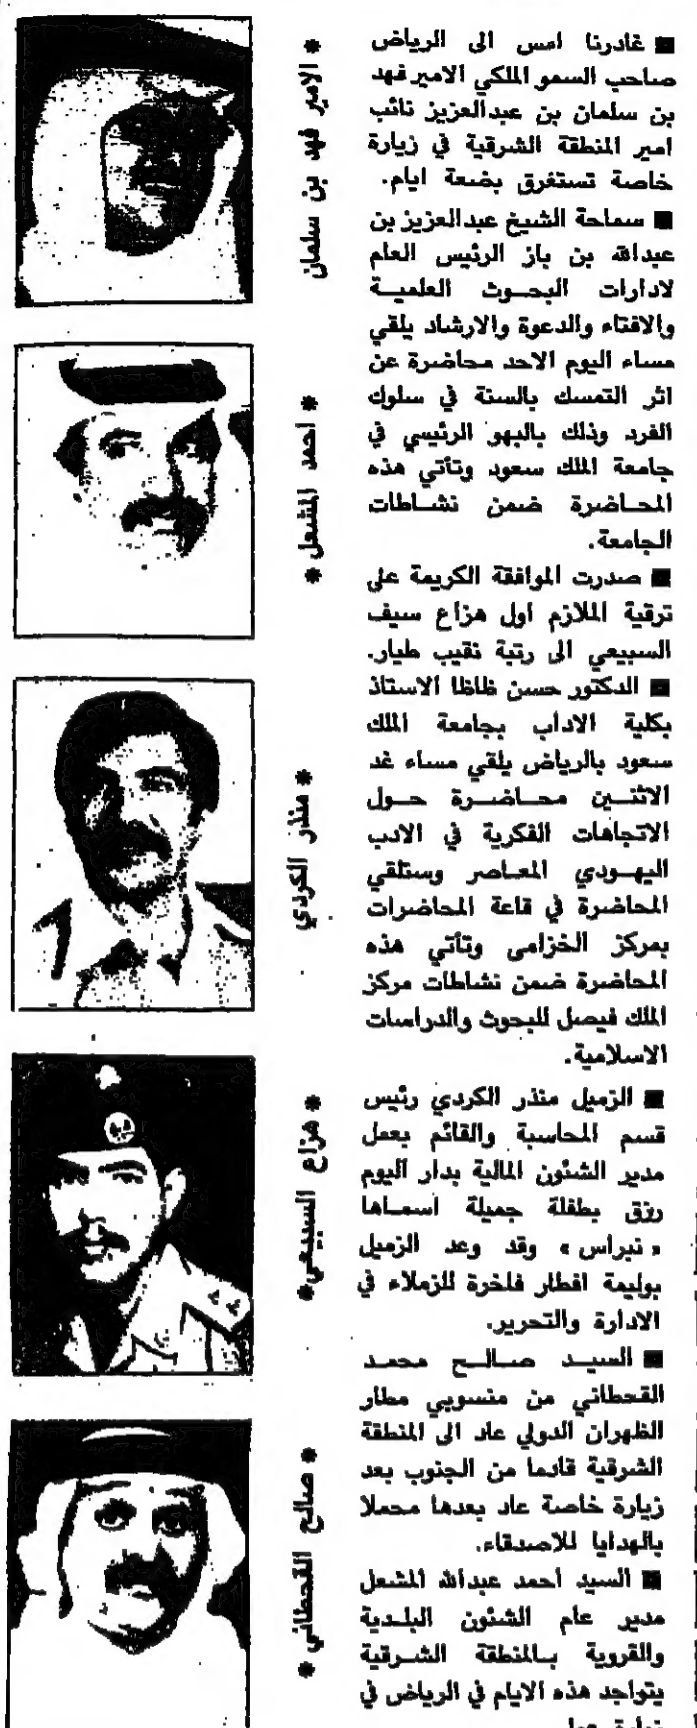 ■ غادرنا امس الى الرياض
صاحب السمو الملكي الامير فهد
بن سلمان بن عبدالعزيز نائب
امير المنطقة الشرقية في زيارة
خاصة تستغرق بضعة ايام.
■ سماحة الشيخ عبدالعزيز بن
عبدالله بن باز الرئيس العام
لادارات البحوث العلمية
والافتاء والدعوة والارشاد يلقي
مساء اليوم الاحد محاضرة عن
اثر التمسك بالسنة في سلوك
الفرد وذلك بالبهو الرئيسي في
جامعة الملك سعود وتأتي هذه
المحاضرة ضمن نشاطات
الجامعة.
■ صدرت الموافقة الكريمة على
ترقية الملازم اول هزاع سيف
السبيعي الى رتبة نقيب طيار.
■ الدكتور حسن ظاظا الاستاذ
بكلية الاداب بجامعة الملك
سعود بالرياض يلقي مساء غد
الاثنين محاضرة حول
الاتجاهات الفكرية في الادب
اليهودي المعاصر وستلقي
المحاضرة في قاعة المحاضرات
بمركز الخزامى وتأتي هذه
المحاضرة ضمن نشاطات مركز
الملك فيصل للبحوث والدراسات
الاسلامية.
■ الزميل منذر الكردي رئيس
قسم المحاسبة والقائم بعمل
مدير الشئون المالية بدار اليوم
رزق بطفلة جميلة اسماها
« نبراس » وقد وعد الزميل
بوليمة افطار فاخرة للزملاء في
الادارة والتحرير.
■ السيد صالح محمد
القحطاني من منسوبي مطار
الظهران الدولي عاد الى المنطقة
الشرقية قادما من الجنوب بعد
زيارة خاصة عاد بعدها محملا
بالهدايا للاصدقاء.
■ السيد احمد عبدالله المشعل
مدير عام الشئون البلدية
والقروية بالمنطقة الشرقية
يتواجد هذه الايام في الرياض في
* الامير فهد بن سلمان
* احمد المشعل *
* منذر الكردي
* هزاع السبيعي *
* صالح القحطاني *